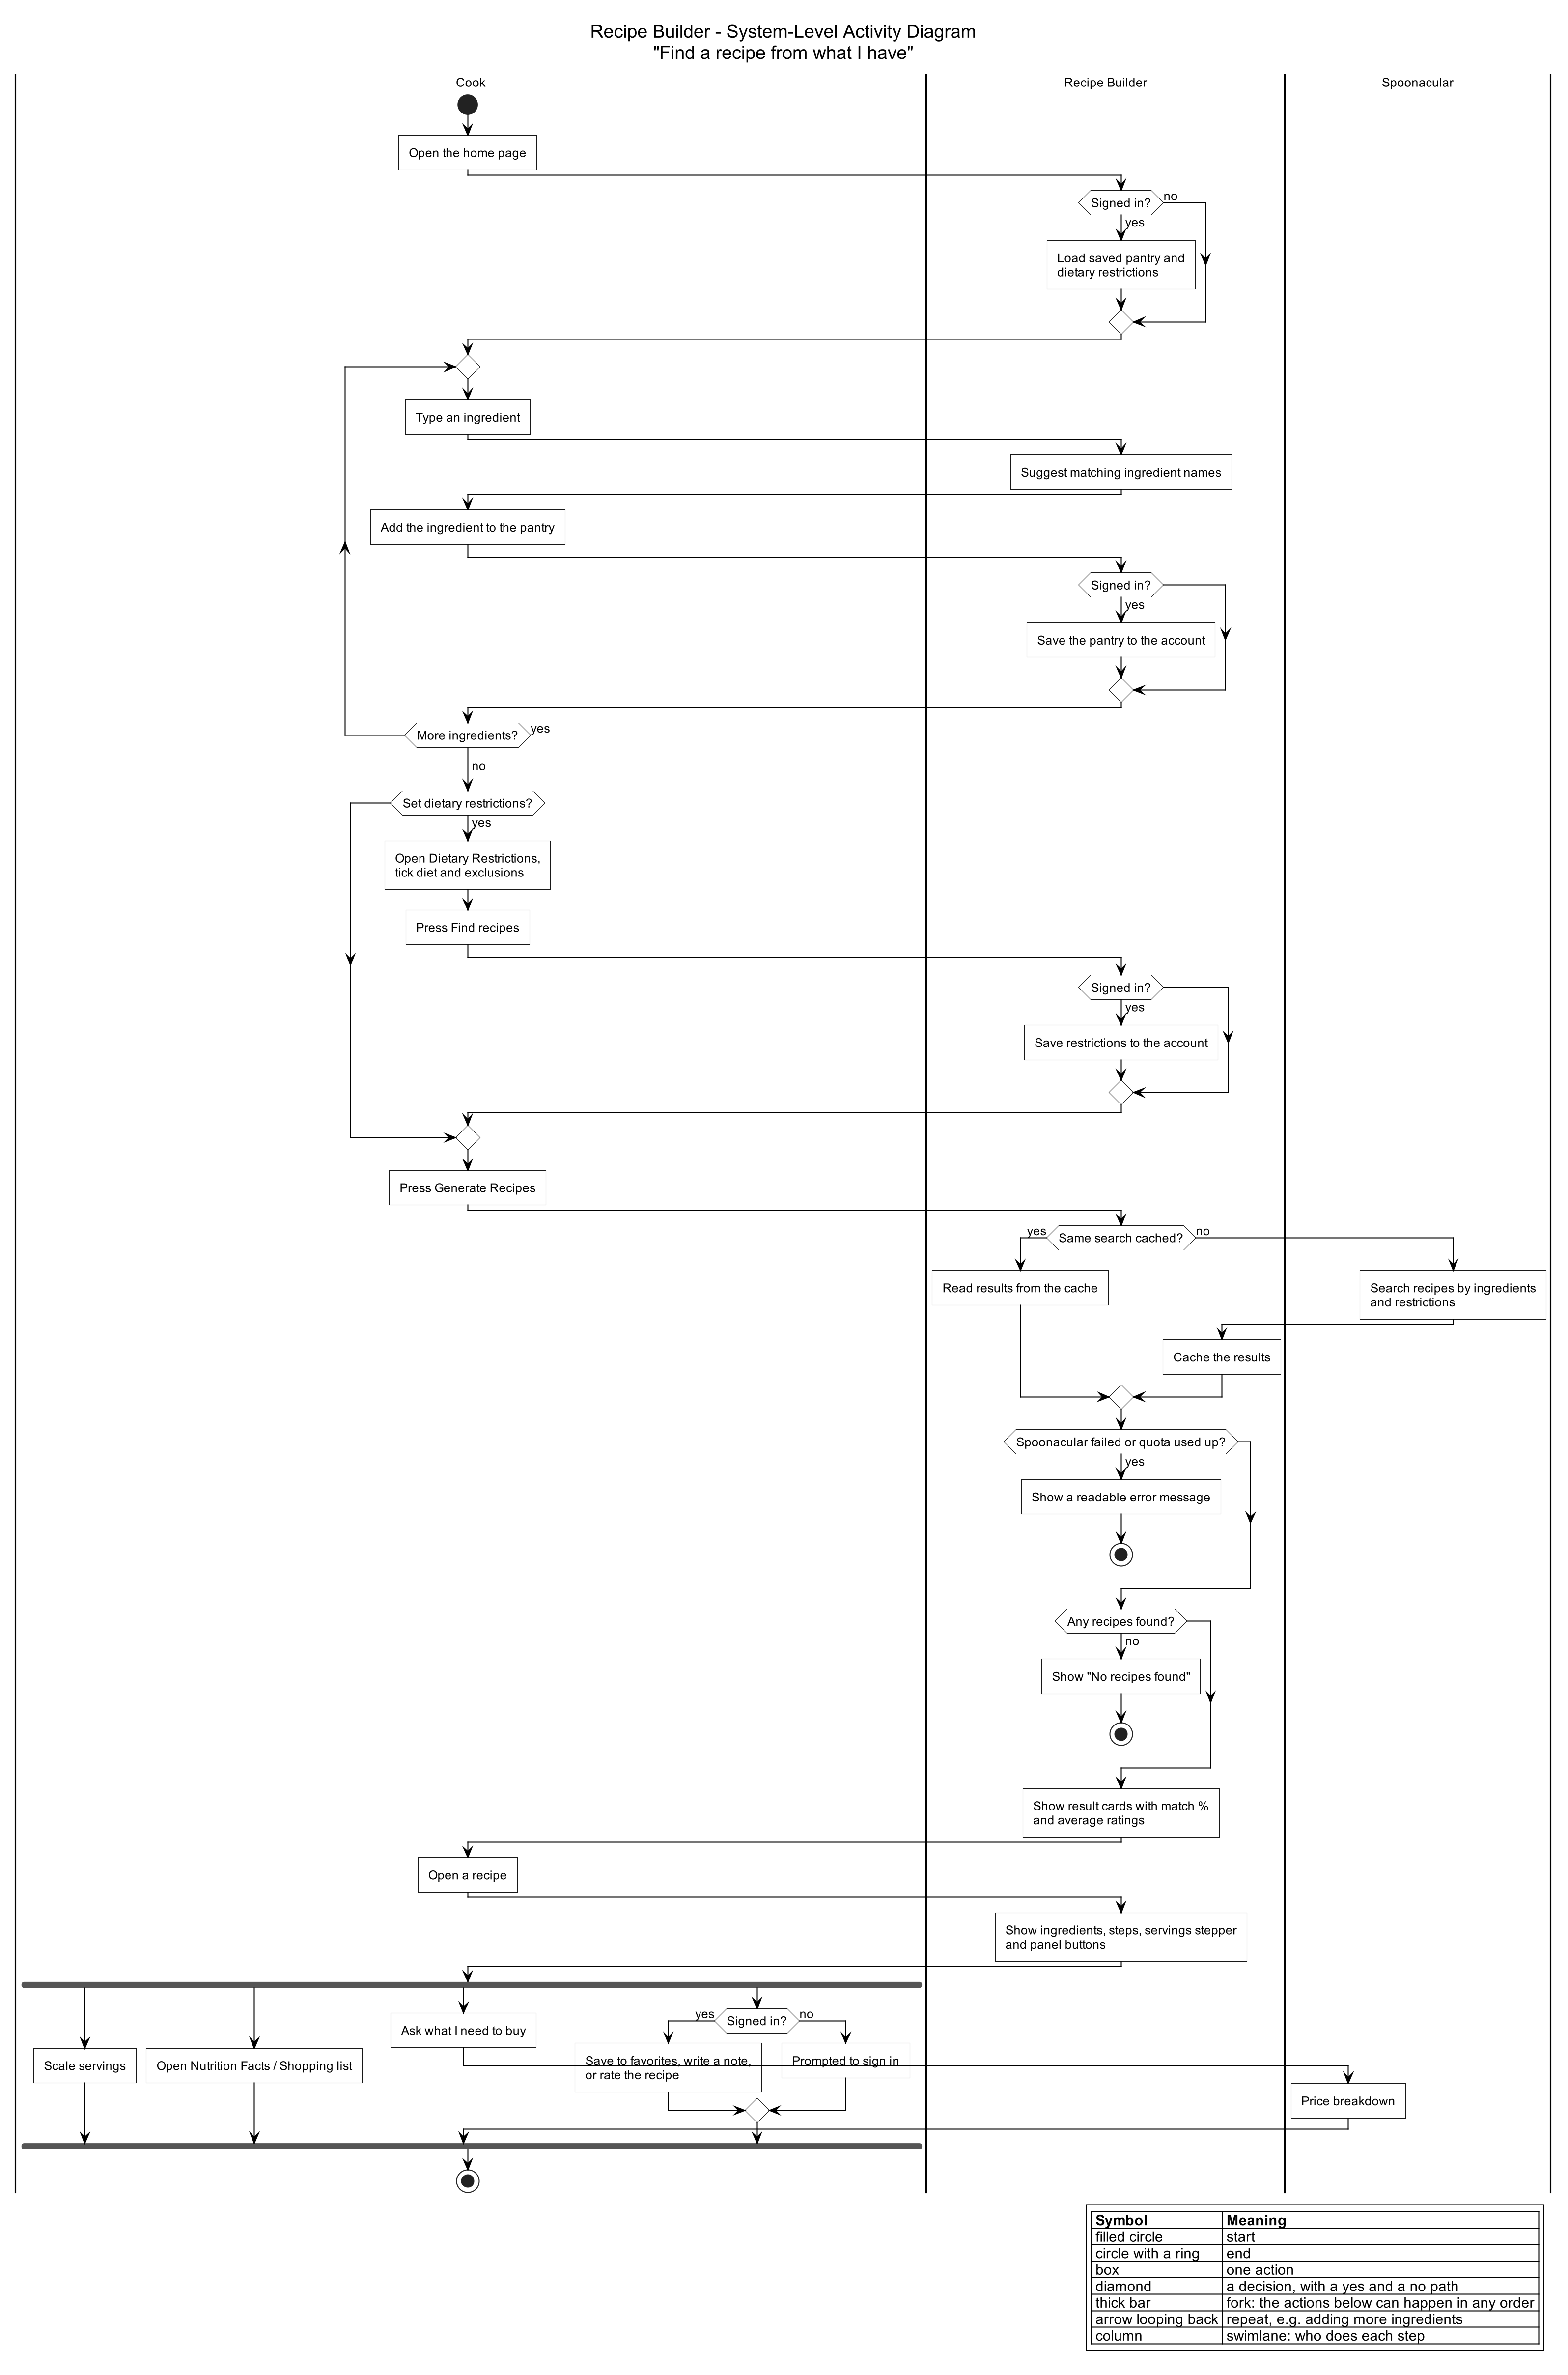 Recipe Builder - System-Level Activity Diagram
"Find a recipe from what I have"
Cook
Recipe Builder
Spoonacular
Open the home page
Signed in?
no
yes
Load saved pantry and
dietary restrictions
Type an ingredient
Suggest matching ingredient names
Add the ingredient to the pantry
Signed in?
yes
Save the pantry to the account
More ingredients?
yes
no
Set dietary restrictions?
yes
Open Dietary Restrictions,
tick diet and exclusions
Press Find recipes
Signed in?
yes
Save restrictions to the account
Press Generate Recipes
yes
Same search cached?
no
Read results from the cache
Search recipes by ingredients
and restrictions
Cache the results
Spoonacular failed or quota used up?
yes
Show a readable error message
Any recipes found?
no
Show "No recipes found"
Show result cards with match %
and average ratings
Open a recipe
Show ingredients, steps, servings stepper
and panel buttons
Ask what I need to buy
yes
Signed in?
no
Scale servings
Open Nutrition Facts / Shopping list
Save to favorites, write a note,
or rate the recipe
Prompted to sign in
Price breakdown
Symbol Meaning
filled circle start
circle with a ring end
box one action
diamond a decision, with a yes and a no path
thick bar fork: the actions below can happen in any order
arrow looping back repeat, e.g. adding more ingredients
column swimlane: who does each step